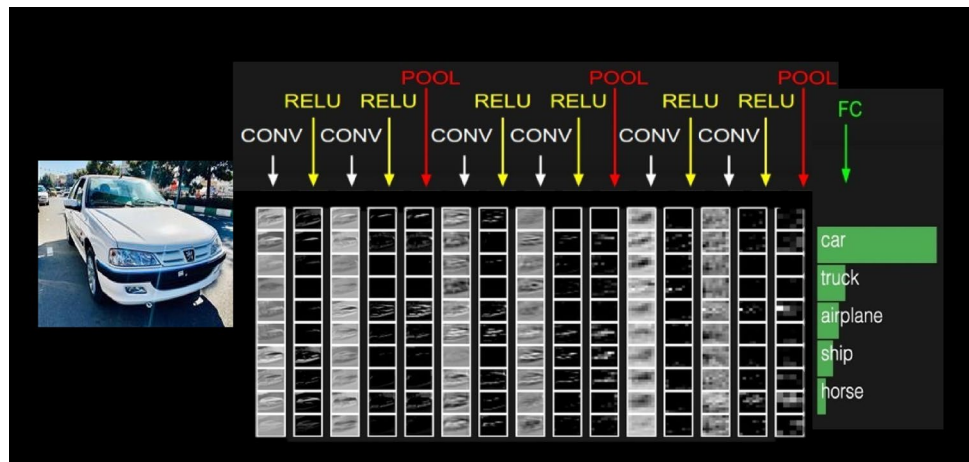 POOL POOL POOL
RELU RELU RELU RELU RELU RELU
FC
CONV CONV CONV CONV CONV CONV
car
truck
airplane
ship
horse